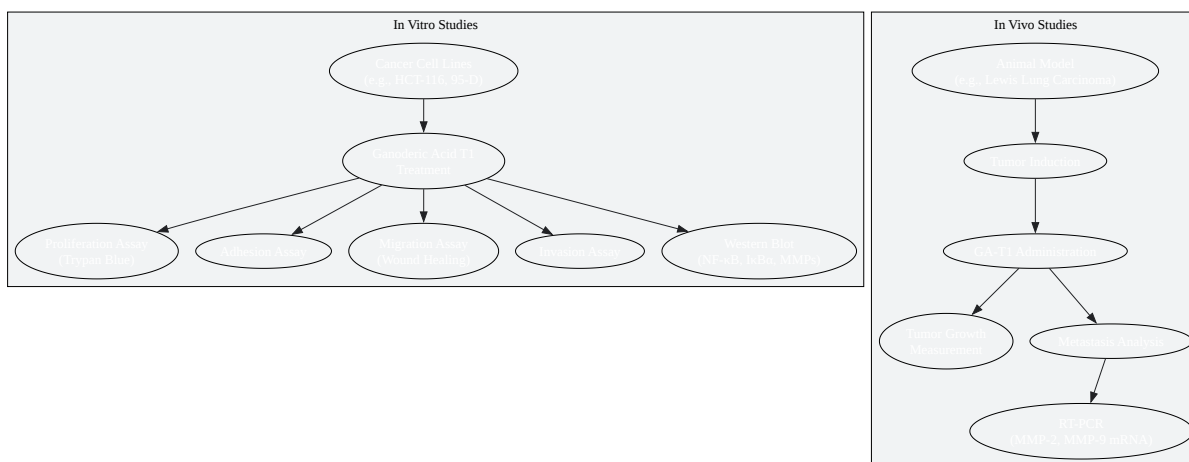 In Vitro Studies
Cancer Cell Lines
(e.g., HCT-116, 95-D)
Ganoderic Acid T1
Treatment
Proliferation Assay
(Trypan Blue)
Adhesion Assay
Migration Assay
(Wound Healing)
Invasion Assay
Western Blot
(NF-κB, IκBα, MMPs)
In Vivo Studies
Animal Model
(e.g., Lewis Lung Carcinoma)
Tumor Induction
GA-T1 Administration
Tumor Growth
Measurement
Metastasis Analysis
RT-PCR
(MMP-2, MMP-9 mRNA)